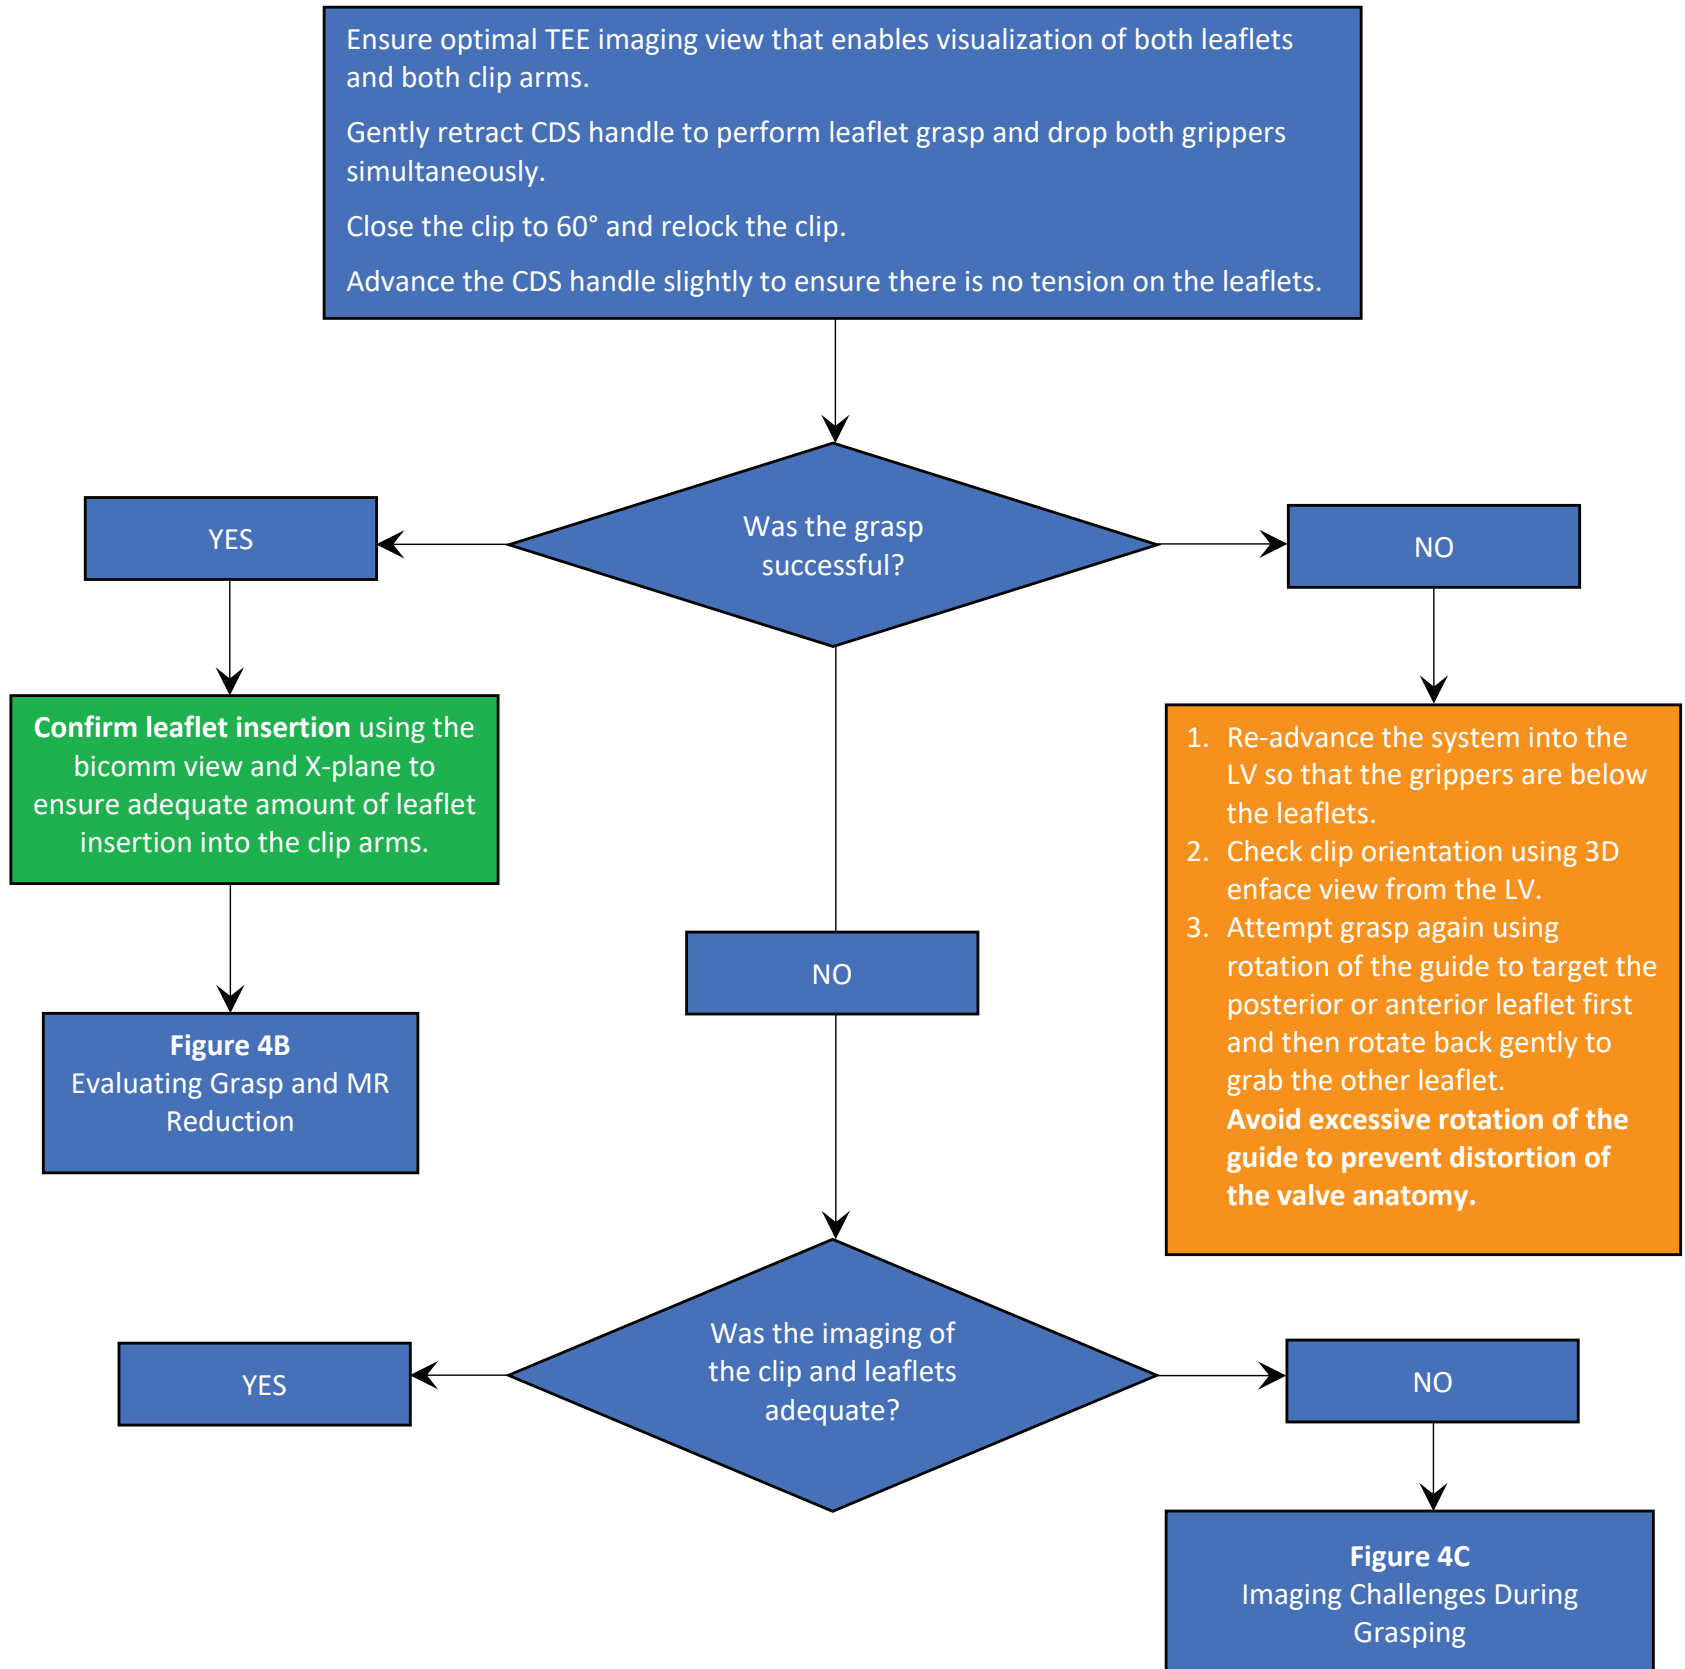 Ensure optimal TEE imaging view that enables visualization of both leaflets
and both clip arms.
Gently retract CDS handle to perform leaflet grasp and drop both grippers
simultaneously.
Close the clip to 60° and relock the clip.
Advance the CDS handle slightly to ensure there is no tension on the leaflets.
Was the grasp
successful?
YES
NO
Confirm leaflet insertion using the
bicomm view and X-plane to
ensure adequate amount of leaflet
insertion into the clip arms.
Figure 4B
Evaluating Grasp and MR
Reduction
NO
1. Re-advance the system into the
LV so that the grippers are below
the leaflets.
2. Check clip orientation using 3D
enface view from the LV.
3. Attempt grasp again using
rotation of the guide to target the
posterior or anterior leaflet first
and then rotate back gently to
grab the other leaflet.
Avoid excessive rotation of the
guide to prevent distortion of
the valve anatomy.
Was the imaging of
the clip and leaflets
adequate?
YES
NO
Figure 4C
Imaging Challenges During
Grasping